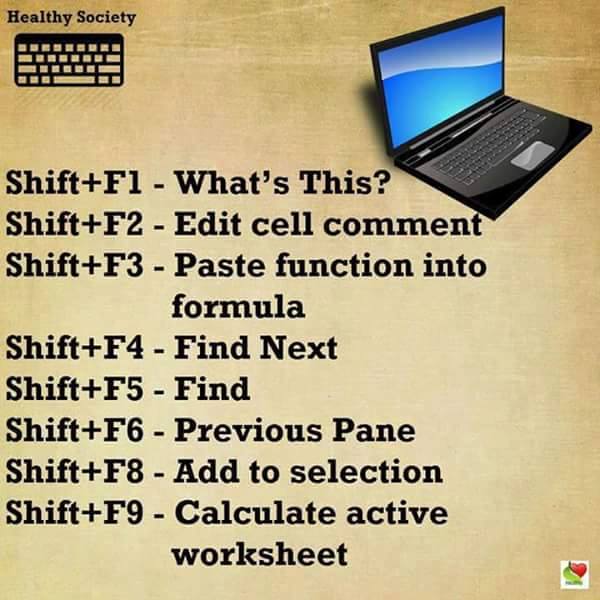 Healthy Society
Shift+F1 - What's This?
Shift+F2 - Edit cell comment
Shift+F3 - Paste function into
formula
Shift+F4 - Find Next
Shift+F5 - Find
Shift+F6 - Previous Pane
Shift+F8 - Add to selection
Shift+F9 - Calculate active
worksheet